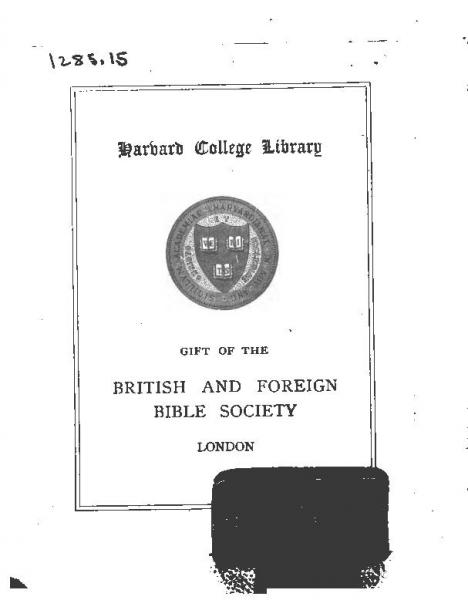 1285.15
Harvard College Library
GIFT OF THE
BRITISH AND FOREIGN
BIBLE SOCIETY
LONDON